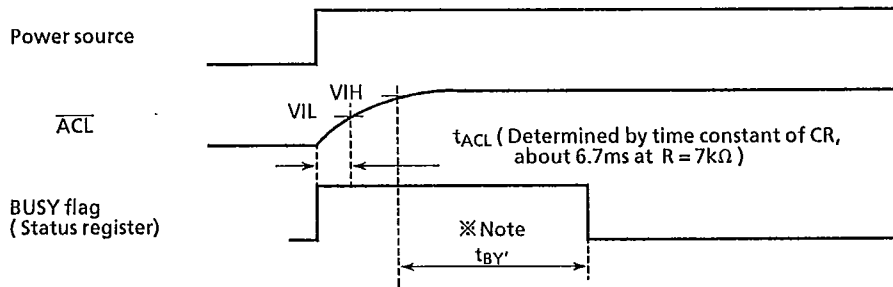 Power source
VIH
VIL
ACL
tACL ( Determined by time constant of CR,
about 6.7ms at R = 7kΩ )
BUSY flag
( Status register)
※ Note
tBY'